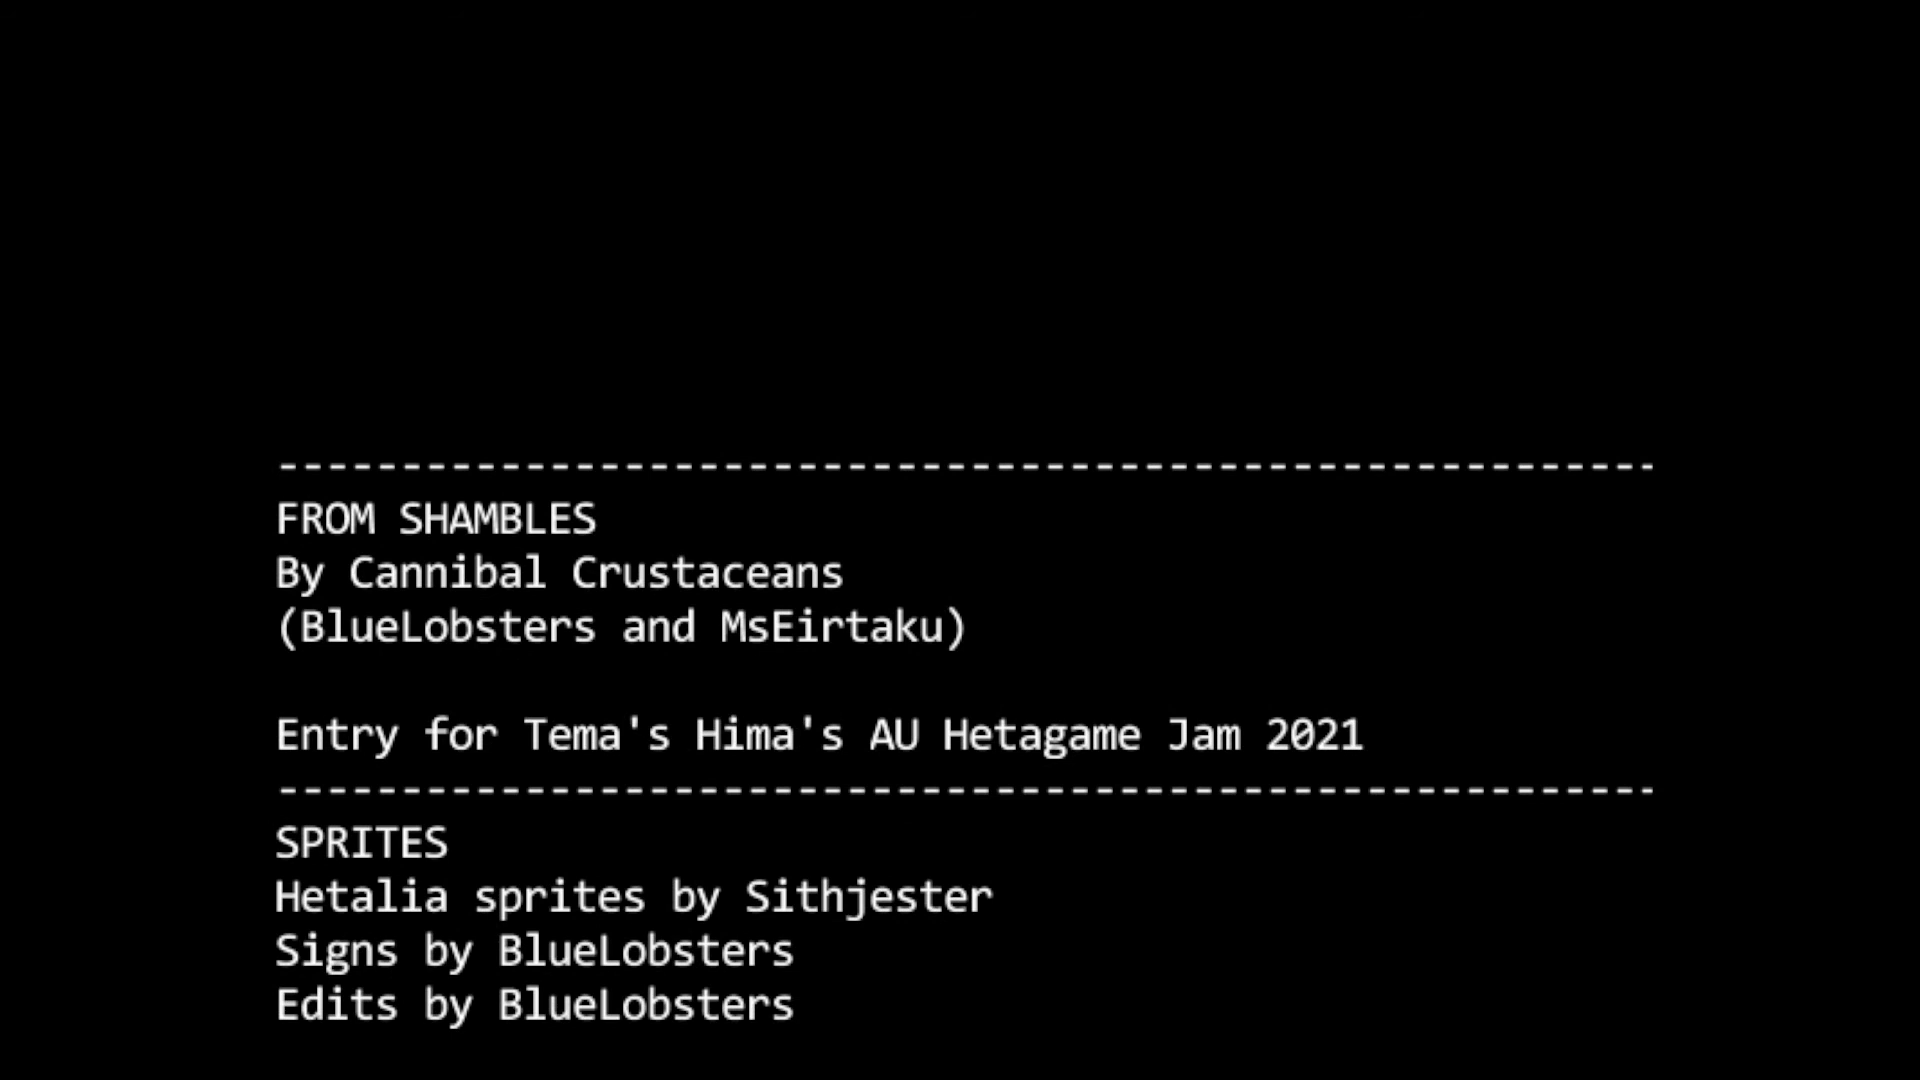 --------------------------------------------------------
FROM SHAMBLES
By Cannibal Crustaceans
(BlueLobsters and MsEirtaku)
Entry for Tema's Hima's AU Hetagame Jam 2021
--------------------------------------------------------
SPRITES
Hetalia sprites by Sithjester
Signs by BlueLobsters
Edits by BlueLobsters